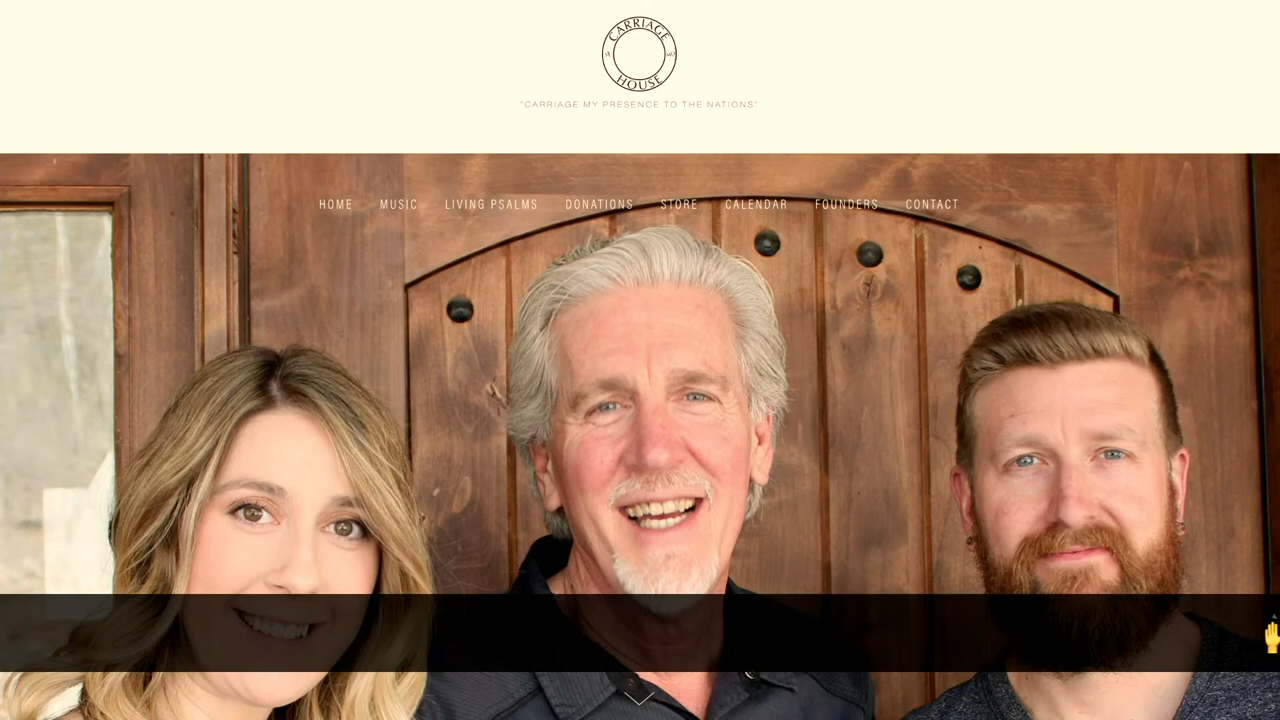 CARRIAGE
HOUSE
"CARRIAGE MY PRESENCE TO THE NATIONS"
HOME MUSIC LIVING PSALMS DONATIONS STORE CALENDAR FOUNDERS CONTACT